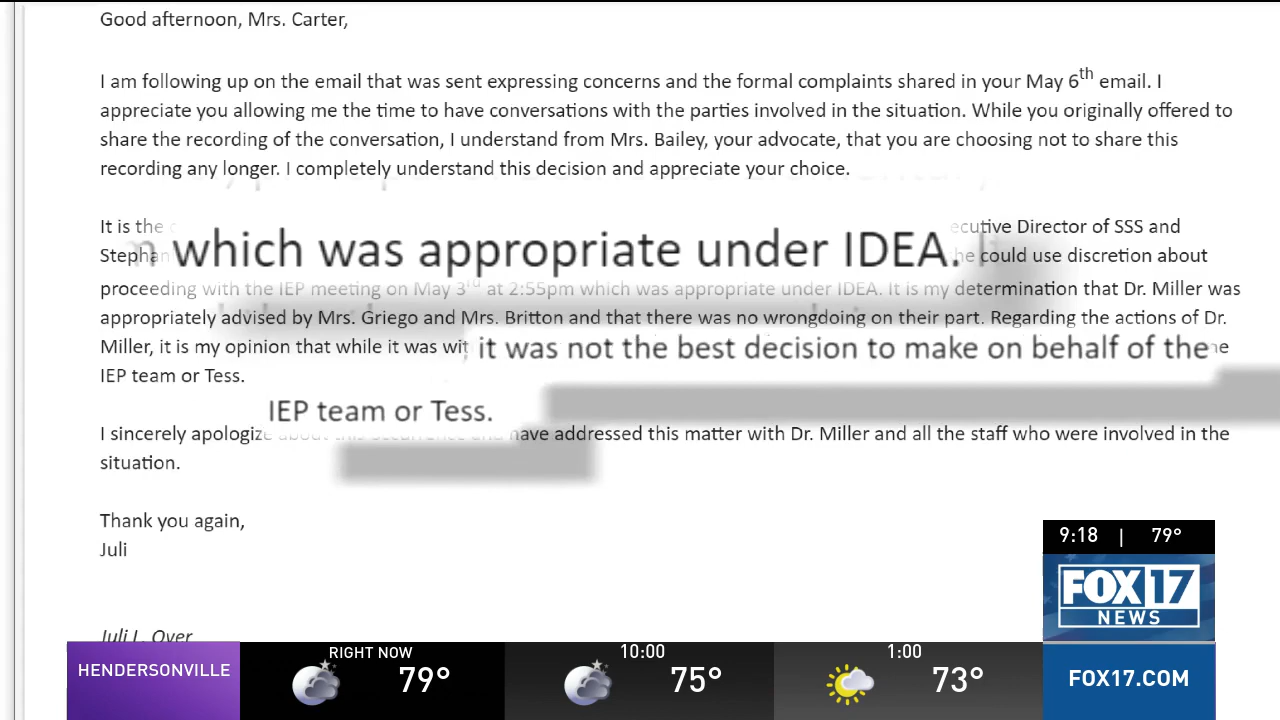 Good afternoon, Mrs. Carter,
I am following up on the email that was sent expressing concerns and the formal complaints shared in your May 6th email. I
appreciate you allowing me the time to have conversations with the parties involved in the situation. While you originally offered to
share the recording of the conversation, I understand from Mrs. Bailey, your advocate, that you are choosing not to share this
recording any longer. I completely understand this decision and appreciate your choice.
It is the Director of SSS and
which was appropriate under IDEA.
could use discretion about
proceeding with the IEP meeting on May 3rd at 2:55pm which was appropriate under IDEA. It is my determination that Dr. Miller was
appropriately advised by Mrs. Griego and Mrs. Britton and that there was no wrongdoing on their part. Regarding the actions of Dr.
Miller, it is my opinion that while it was
it was not the best decision to make on behalf of the
IEP team or Tess.
IEP team or Tess.
I sincerely about this occurrence and have addressed this matter with Dr. Miller and all the staff who were involved in the
situation.
Thank you again,
Juli
Juli L. Over
9:18 | 79°
FOX 17
NEWS
HENDERSONVILLE
RIGHT NOW
79°
10:00
75°
1:00
73°
FOX17.COM